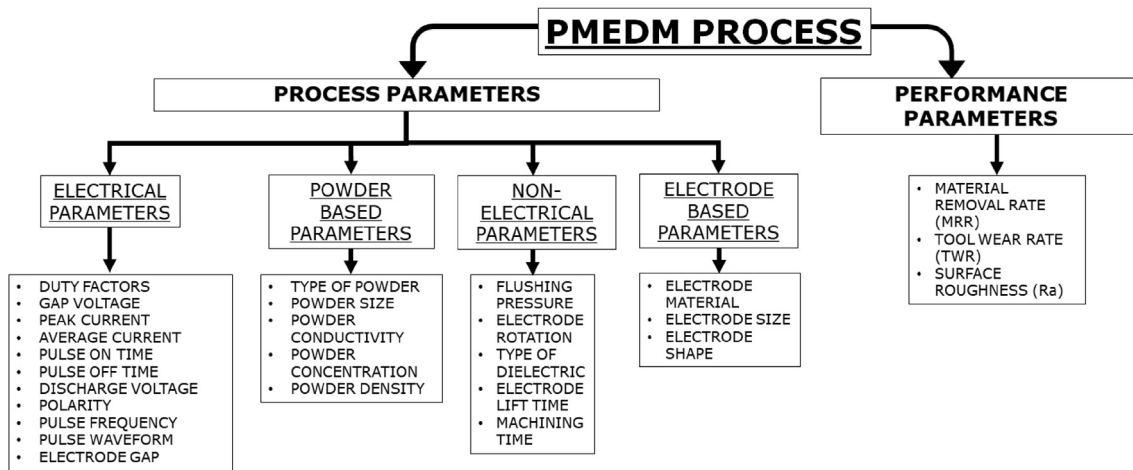 PMEDM PROCESS
PROCESS PARAMETERS
PERFORMANCE
PARAMETERS
ELECTRICAL
PARAMETERS
POWDER
BASED
PARAMETERS
NON-
ELECTRICAL
PARAMETERS
ELECTRODE
BASED
PARAMETERS
• MATERIAL
REMOVAL RATE
(MRR)
• TOOL WEAR RATE
(TWR)
• SURFACE
ROUGHNESS (Ra)
• DUTY FACTORS
• GAP VOLTAGE
• PEAK CURRENT
• AVERAGE CURRENT
• PULSE ON TIME
• PULSE OFF TIME
• DISCHARGE VOLTAGE
• POLARITY
• PULSE FREQUENCY
• PULSE WAVEFORM
• ELECTRODE GAP
• TYPE OF POWDER
• POWDER SIZE
• POWDER
CONDUCTIVITY
• POWDER
CONCENTRATION
• POWDER DENSITY
• FLUSHING
PRESSURE
• ELECTRODE
ROTATION
• TYPE OF
DIELECTRIC
• ELECTRODE
LIFT TIME
• MACHINING
TIME
• ELECTRODE
MATERIAL
• ELECTRODE SIZE
• ELECTRODE
SHAPE